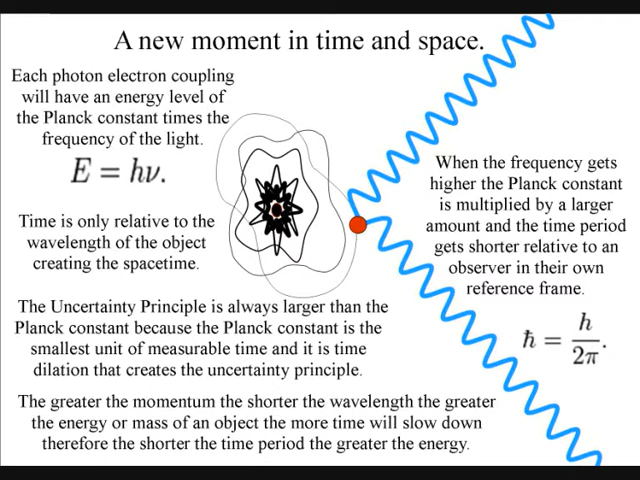 A new moment in time and space.
Each photon electron coupling
will have an energy level of
the Planck constant times the
frequency of the light.
E = hν.
Time is only relative to the
wavelength of the object
creating the spacetime.
When the frequency gets
higher the Planck constant
is multiplied by a larger
amount and the time period
gets shorter relative to an
observer in their own
reference frame.
ħ = h/2π.
The Uncertainty Principle is always larger than the
Planck constant because the Planck constant is the
smallest unit of measurable time and it is time
dilation that creates the uncertainty principle.
The greater the momentum the shorter the wavelength the greater
the energy or mass of an object the more time will slow down
therefore the shorter the time period the greater the energy.